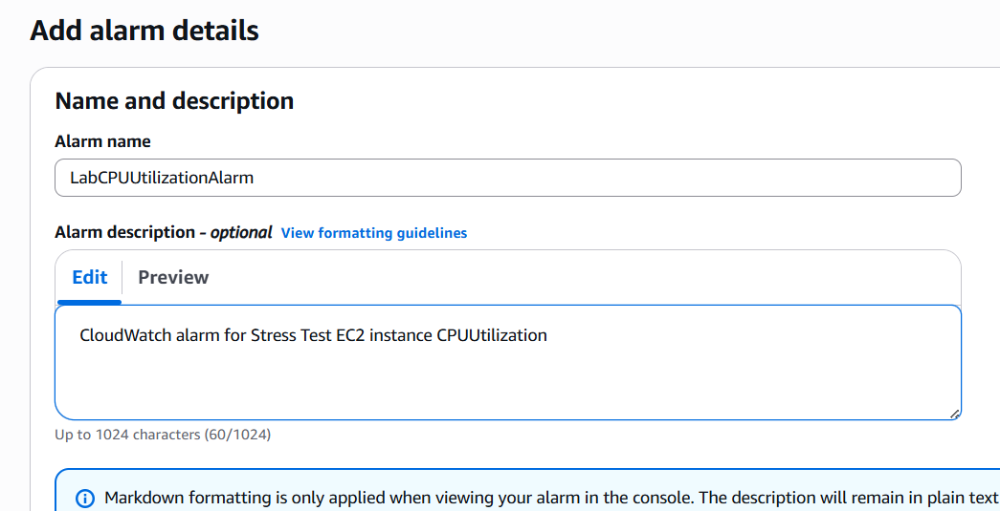 Add alarm details
Name and description
Alarm name
LabCPUUtilizationAlarm
Alarm description - optional View formatting guidelines
Edit Preview
CloudWatch alarm for Stress Test EC2 instance CPUUtilization
Up to 1024 characters (60/1024)
Markdown formatting is only applied when viewing your alarm in the console. The description will remain in plain text